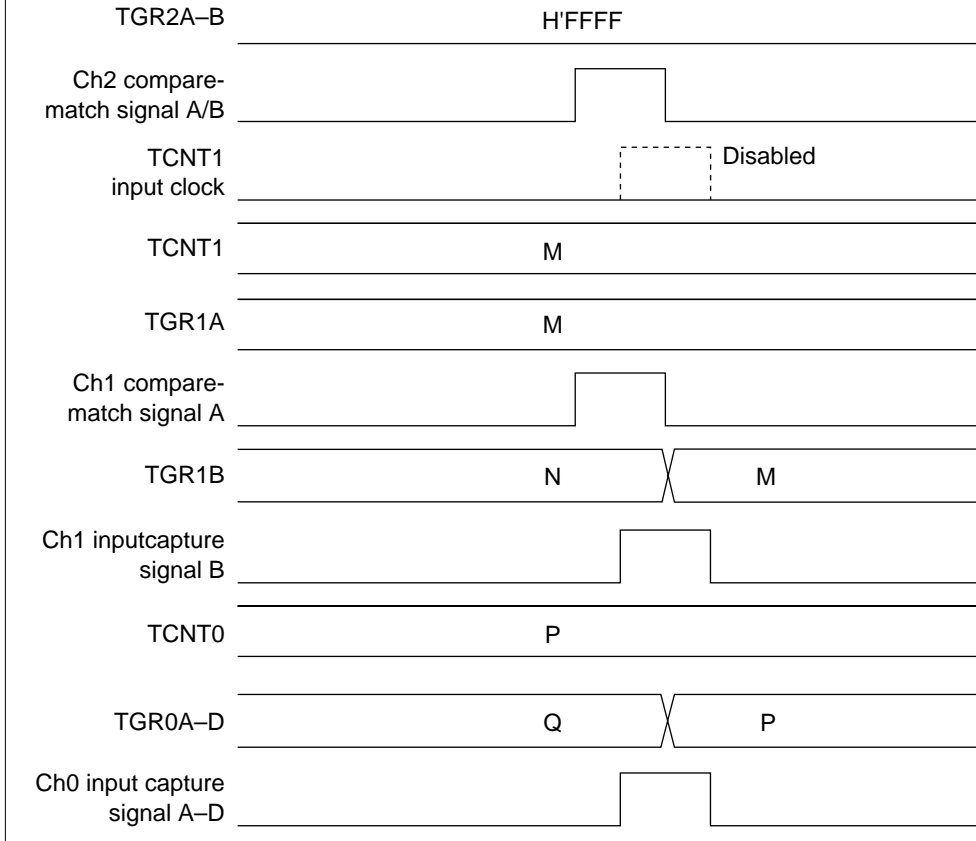 TGR2A–B H'FFFF
Ch2 compare-
match signal A/B
TCNT1
input clock
Disabled
TCNT1 M
TGR1A M
Ch1 compare-
match signal A
TGR1B N M
Ch1 inputcapture
signal B
TCNT0 P
TGR0A–D Q P
Ch0 input capture
signal A–D